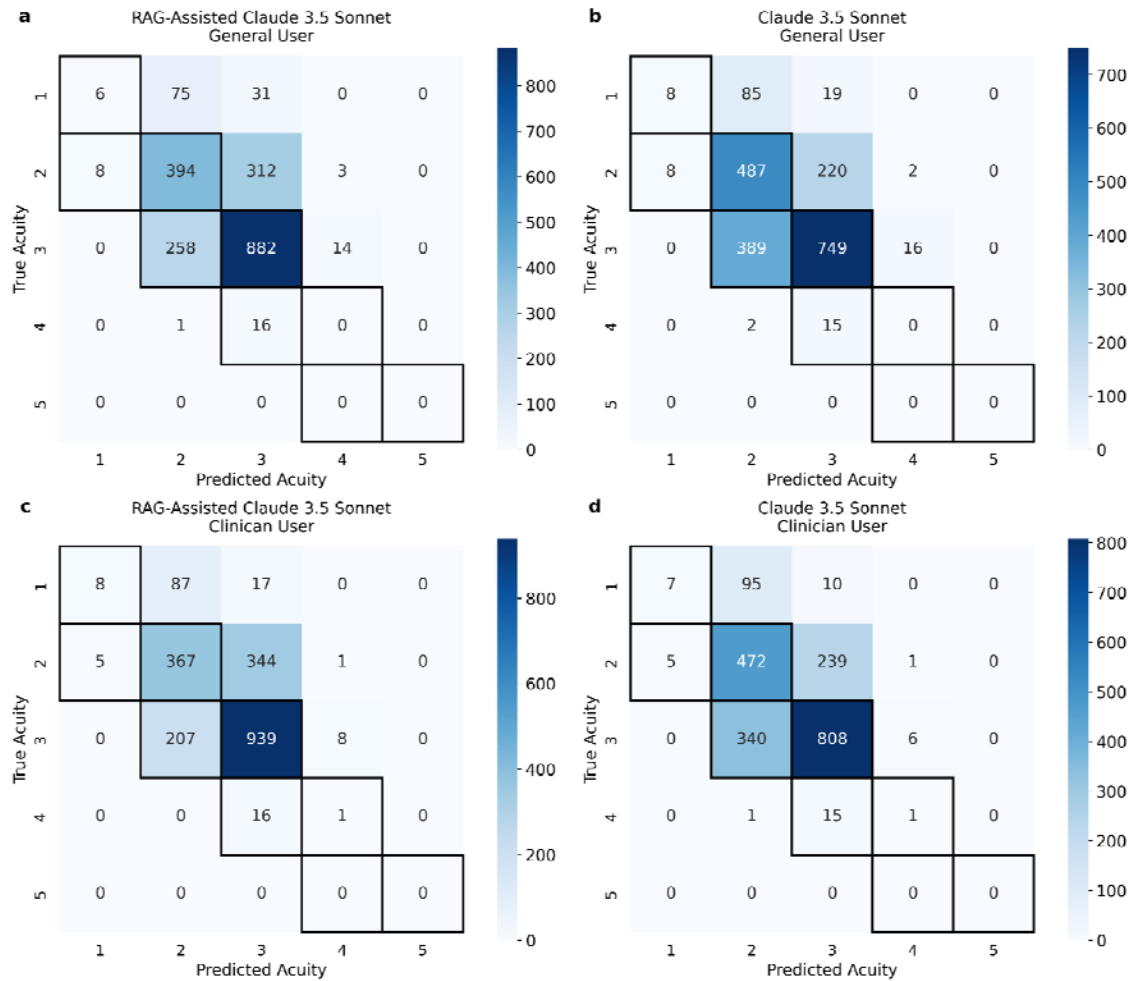 a
RAG-Assisted Claude 3.5 Sonnet
General User
True Acuity
1
6 75 31 0 0
2
8 394 312 3 0
3
0 258 882 14 0
4
0 1 16 0 0
5
0 0 0 0 0
1 2 3 4 5
Predicted Acuity
800
700
600
500
400
300
200
100
0
b
Claude 3.5 Sonnet
General User
True Acuity
1
8 85 19 0 0
2
8 487 220 2 0
3
0 389 749 16 0
4
0 2 15 0 0
5
0 0 0 0 0
1 2 3 4 5
Predicted Acuity
700
600
500
400
300
200
100
0
c
RAG-Assisted Claude 3.5 Sonnet
Clinican User
True Acuity
1
8 87 17 0 0
2
5 367 344 1 0
3
0 207 939 8 0
4
0 0 16 1 0
5
0 0 0 0 0
1 2 3 4 5
Predicted Acuity
800
600
400
200
0
d
Claude 3.5 Sonnet
Clinician User
True Acuity
1
7 95 10 0 0
2
5 472 239 1 0
3
0 340 808 6 0
4
0 1 15 1 0
5
0 0 0 0 0
1 2 3 4 5
Predicted Acuity
800
700
600
500
400
300
200
100
0